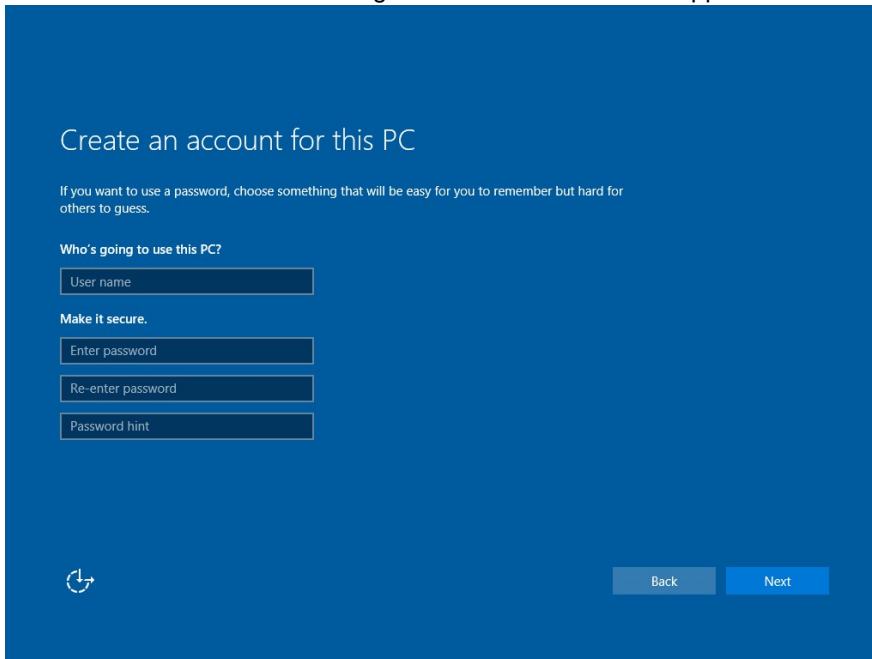 Create an account for this PC
If you want to use a password, choose something that will be easy for you to remember but hard for
others to guess.
Who's going to use this PC?
User name
Make it secure.
Enter password
Re-enter password
Password hint
Back Next